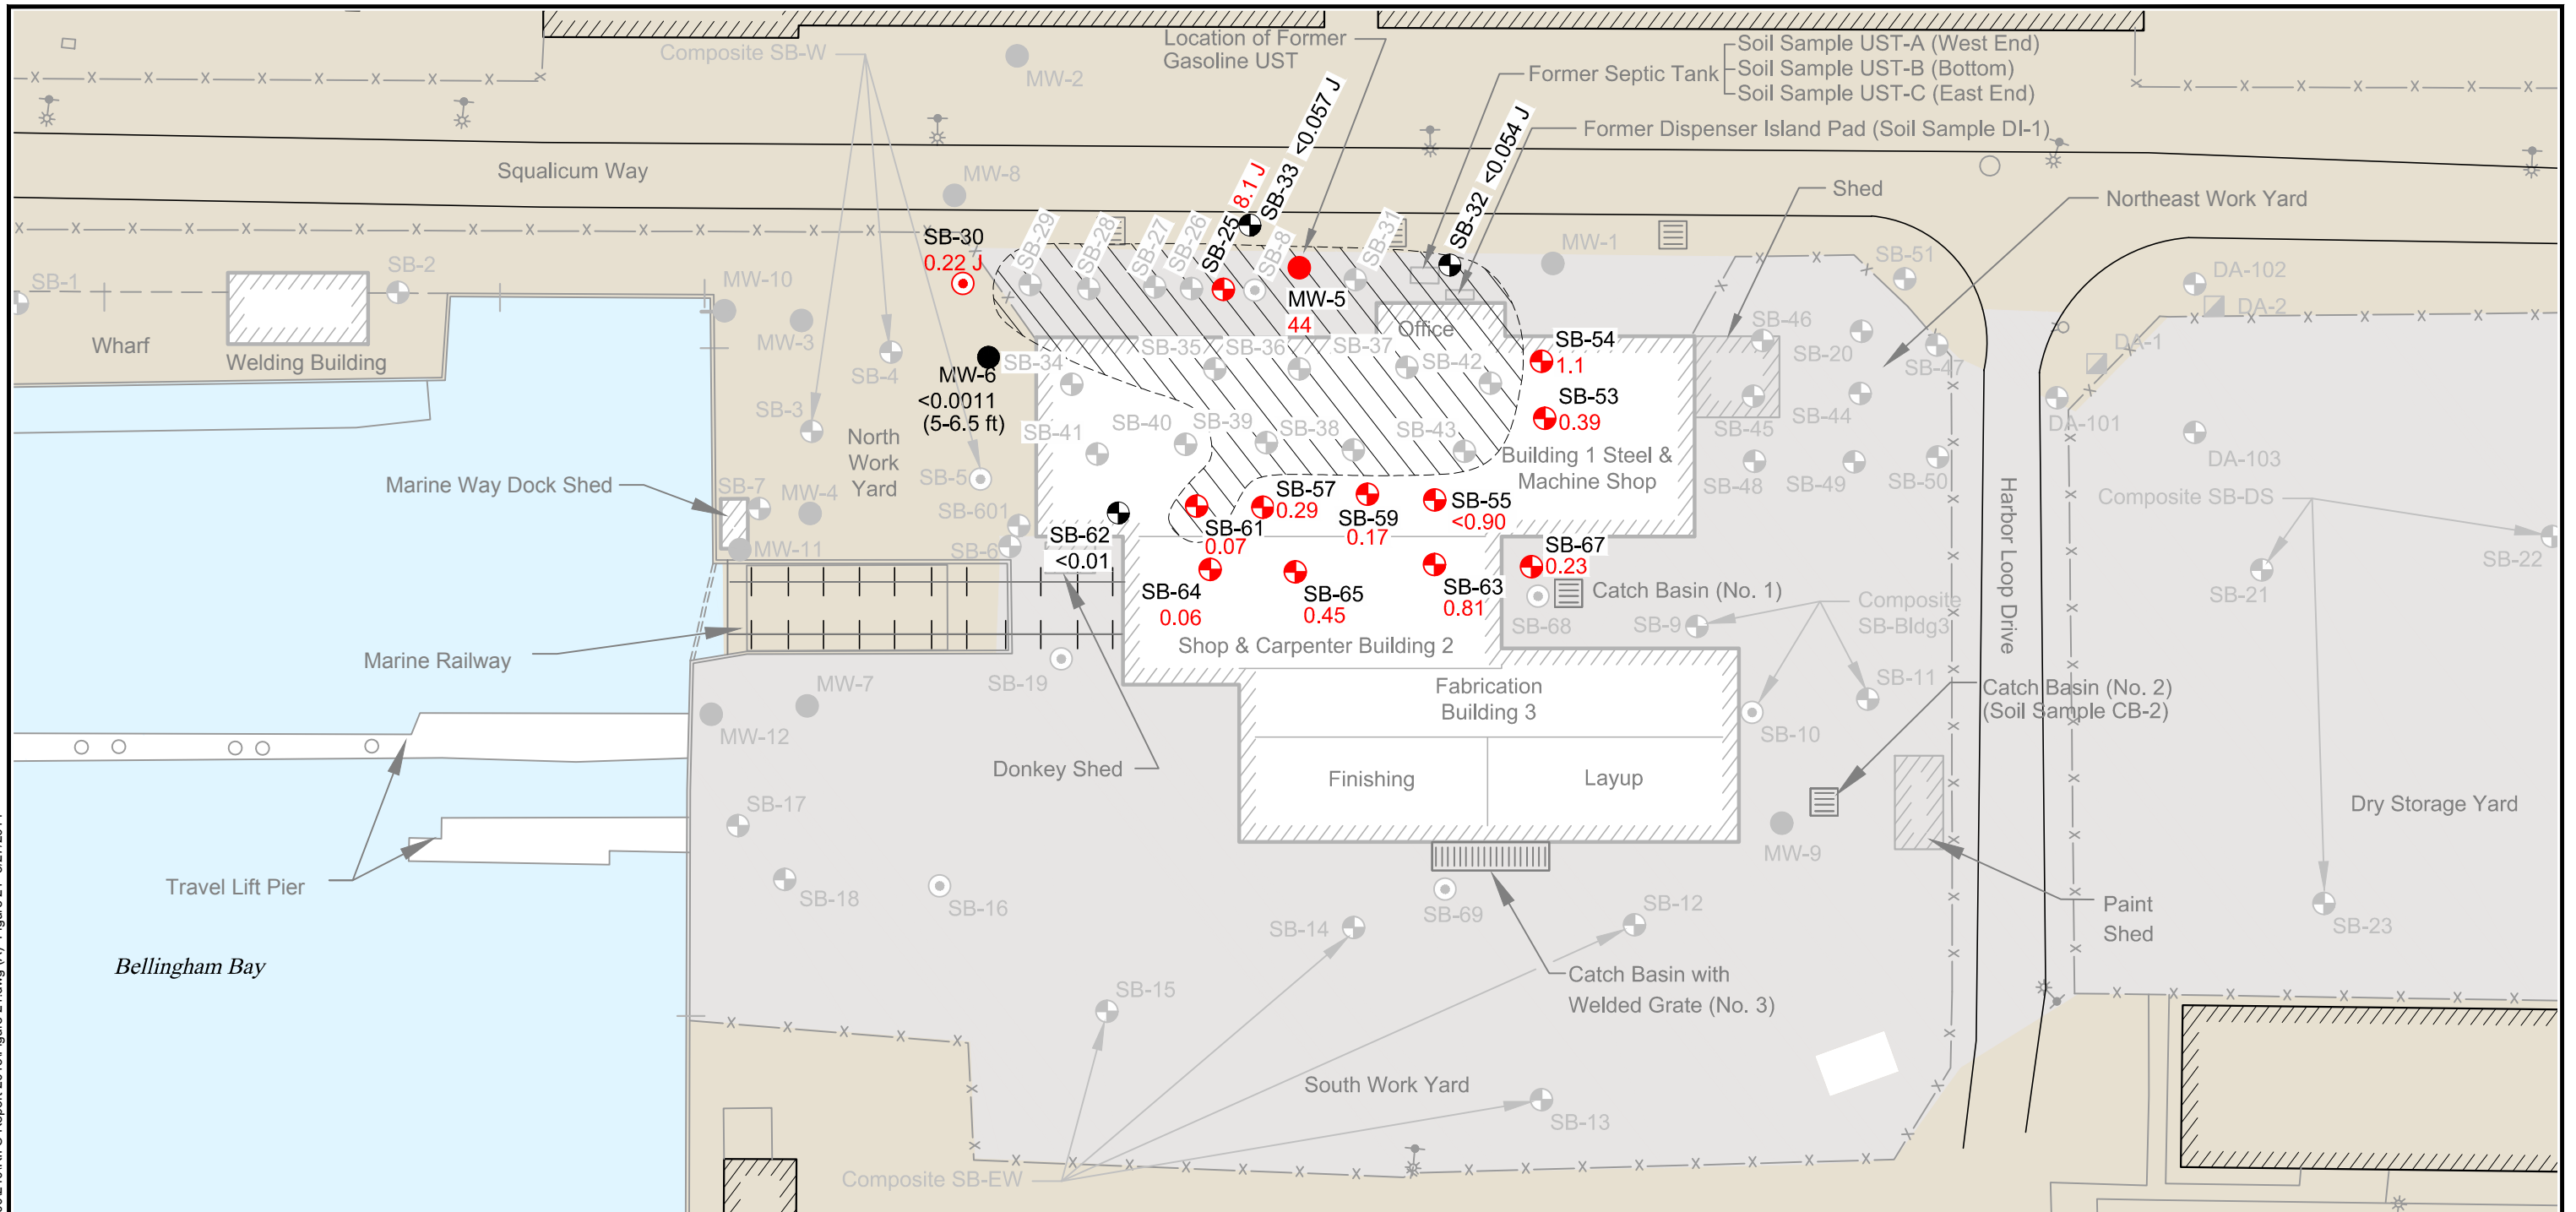 Composite SB-W
MW-2
Location of Former
Gasoline UST
Former Septic Tank
Soil Sample UST-A (West End)
Soil Sample UST-B (Bottom)
Soil Sample UST-C (East End)
Former Dispenser Island Pad (Soil Sample DI-1)
Squalicum Way
MW-8
Shed
Northeast Work Yard
SB-30
0.22 J
SB-29
SB-28
SB-27
SB-26
SB-25 8.1 J
SB-33 <0.057 J
SB-8
SB-31
SB-32 <0.054 J
MW-1
SB-51
DA-102
DA-2
SB-1
SB-2
MW-10
MW-3
MW-5
44
Office
SB-46
SB-20
SB-47
DA-1
Wharf
Welding Building
SB-4
MW-6
<0.0011
(5-6.5 ft)
SB-34
SB-35
SB-36
SB-37
SB-42
SB-54
1.1
SB-53
0.39
SB-3
North
Work
Yard
SB-41
SB-40
SB-39
SB-38
SB-43
Building 1 Steel &
Machine Shop
SB-45
SB-44
SB-48
SB-49
SB-50
DA-101
DA-103
Marine Way Dock Shed
SB-7
MW-4
SB-5
SB-601
SB-6
MW-11
SB-62
<0.01
SB-61
0.07
SB-57
0.29
SB-59
0.17
SB-55
<0.90
SB-67
0.23
Harbor Loop Drive
Composite SB-DS
SB-22
SB-21
SB-64
0.06
SB-65
0.45
SB-63
0.81
Catch Basin (No. 1)
SB-68
SB-9
Composite
SB-Bldg3
Shop & Carpenter Building 2
Marine Railway
SB-19
MW-7
MW-12
Fabrication
Building 3
SB-11
SB-10
Catch Basin (No. 2)
(Soil Sample CB-2)
Donkey Shed
Finishing
Layup
SB-17
MW-9
Dry Storage Yard
Travel Lift Pier
SB-18
SB-16
SB-69
SB-12
SB-14
Paint
Shed
SB-23
Bellingham Bay
SB-15
Catch Basin with
Welded Grate (No. 3)
South Work Yard
SB-13
Composite SB-EW